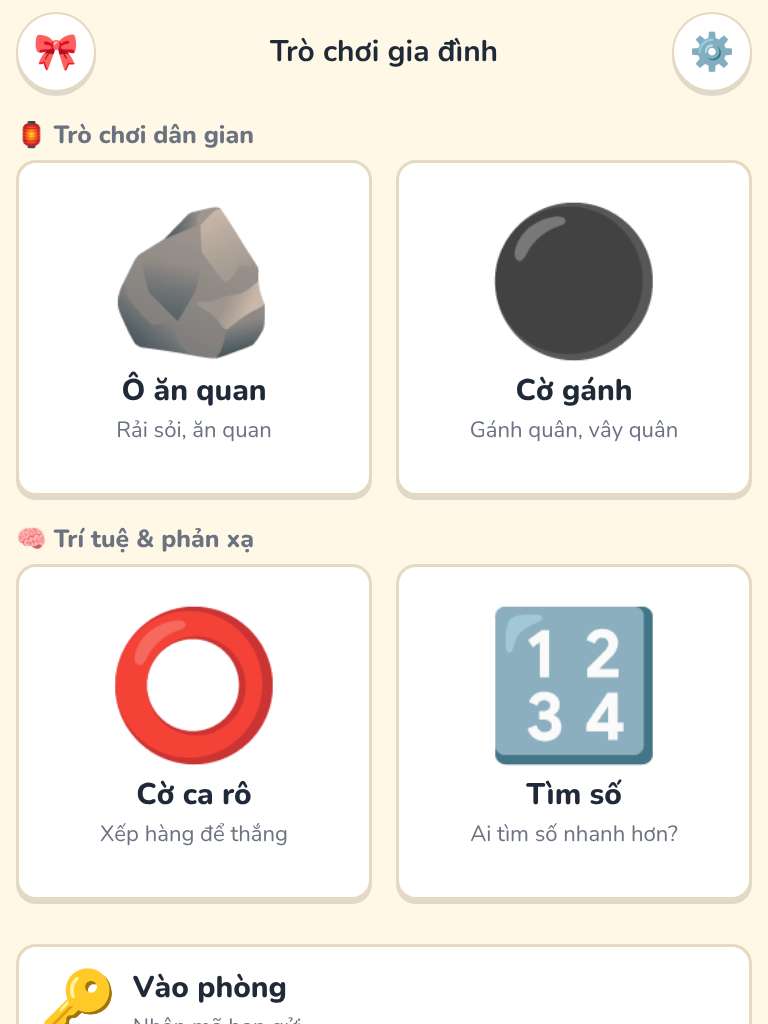 Trò chơi gia đình
Trò chơi dân gian
Ô ăn quan
Rải sỏi, ăn quan
Cờ gánh
Gánh quân, vây quân
Trí tuệ & phản xạ
Cờ ca rô
Xếp hàng để thắng
1 2
3 4
Tìm số
Ai tìm số nhanh hơn?
Vào phòng